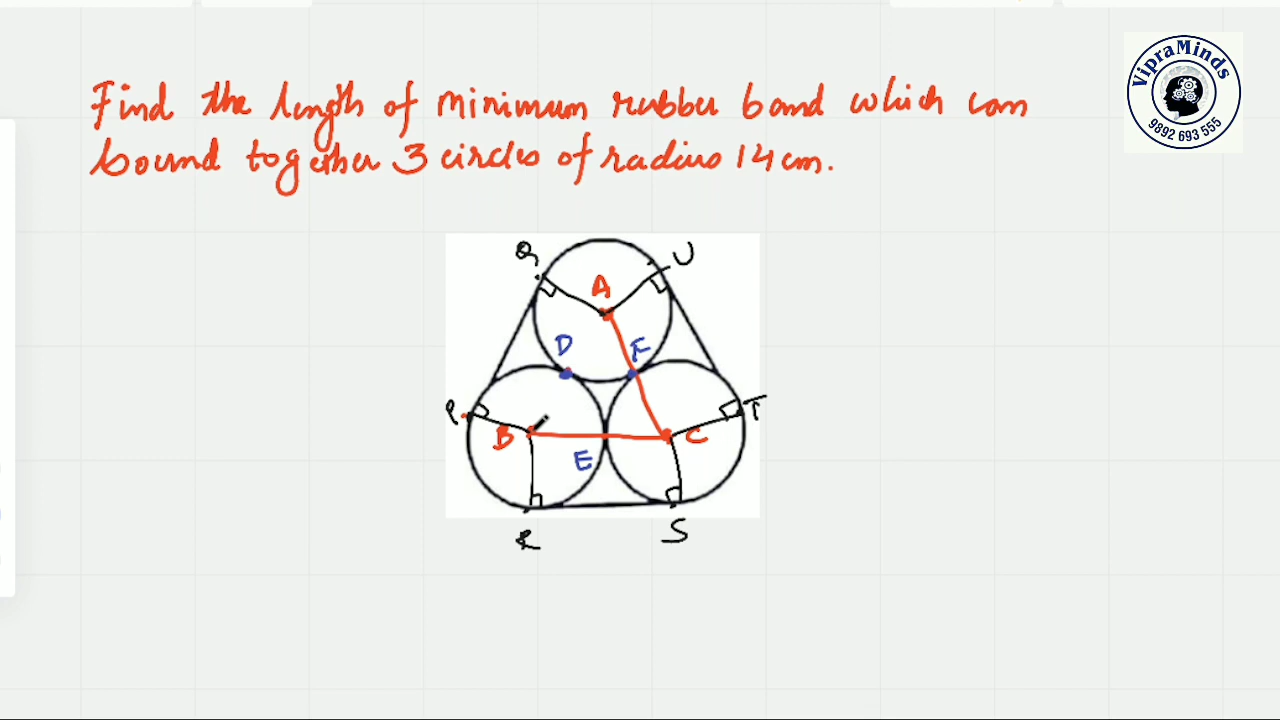 VipraMinds
9892 693 555
Find the length of minimum rubber band which can
bound together 3 circles of radius 14 cm.
Q
U
A
D
F
P
T
B
C
E
R
S